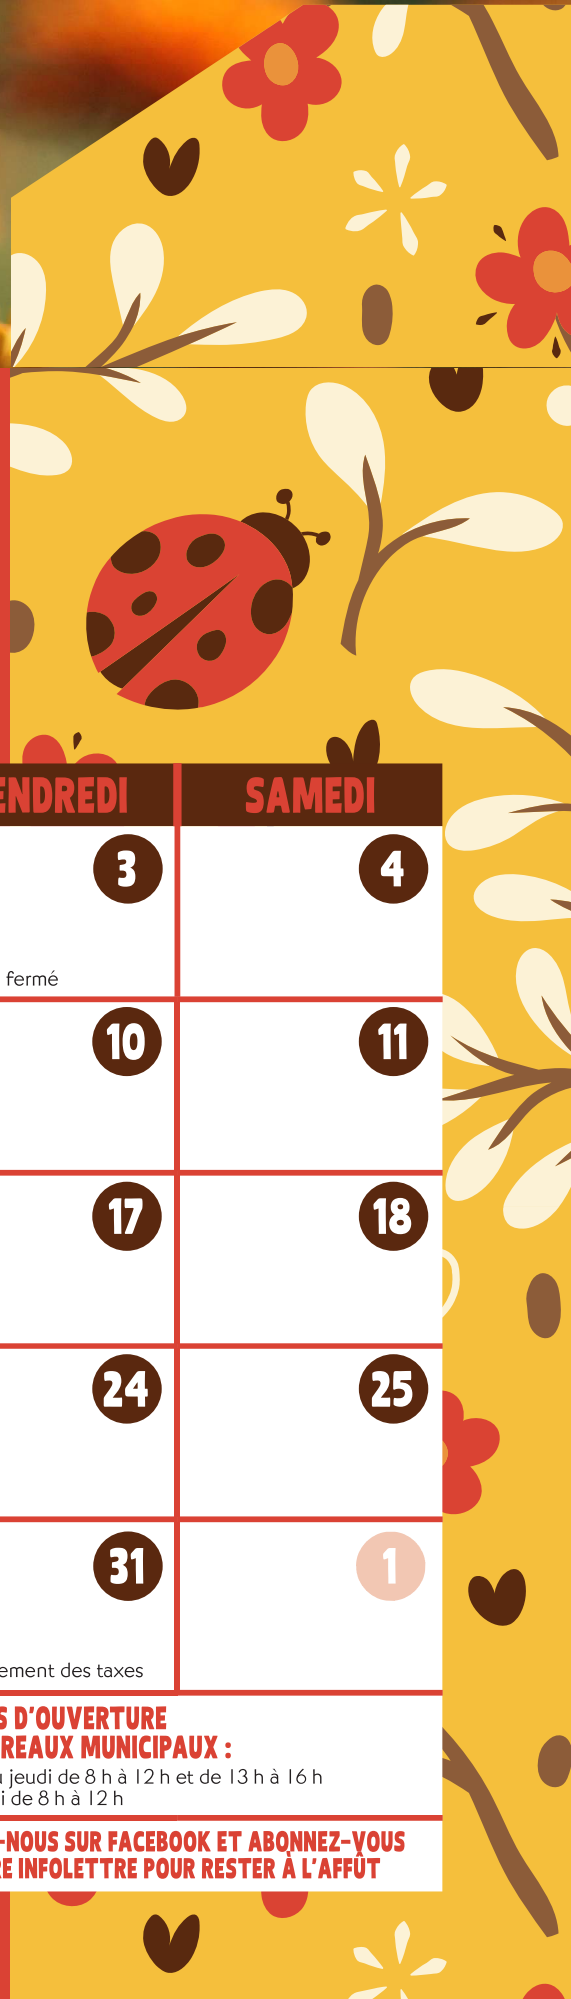 ENDREDI SAMEDI
3 4
fermé
10 11
17 18
24 25
31 1
ement des taxes
S D'OUVERTURE
REAUX MUNICIPAUX :
jeudi de 8 h à 12 h et de 13 h à 16 h
i de 8 h à 12 h
-NOUS SUR FACEBOOK ET ABONNEZ-VOUS
RE INFOLETTRE POUR RESTER À L'AFFÛT